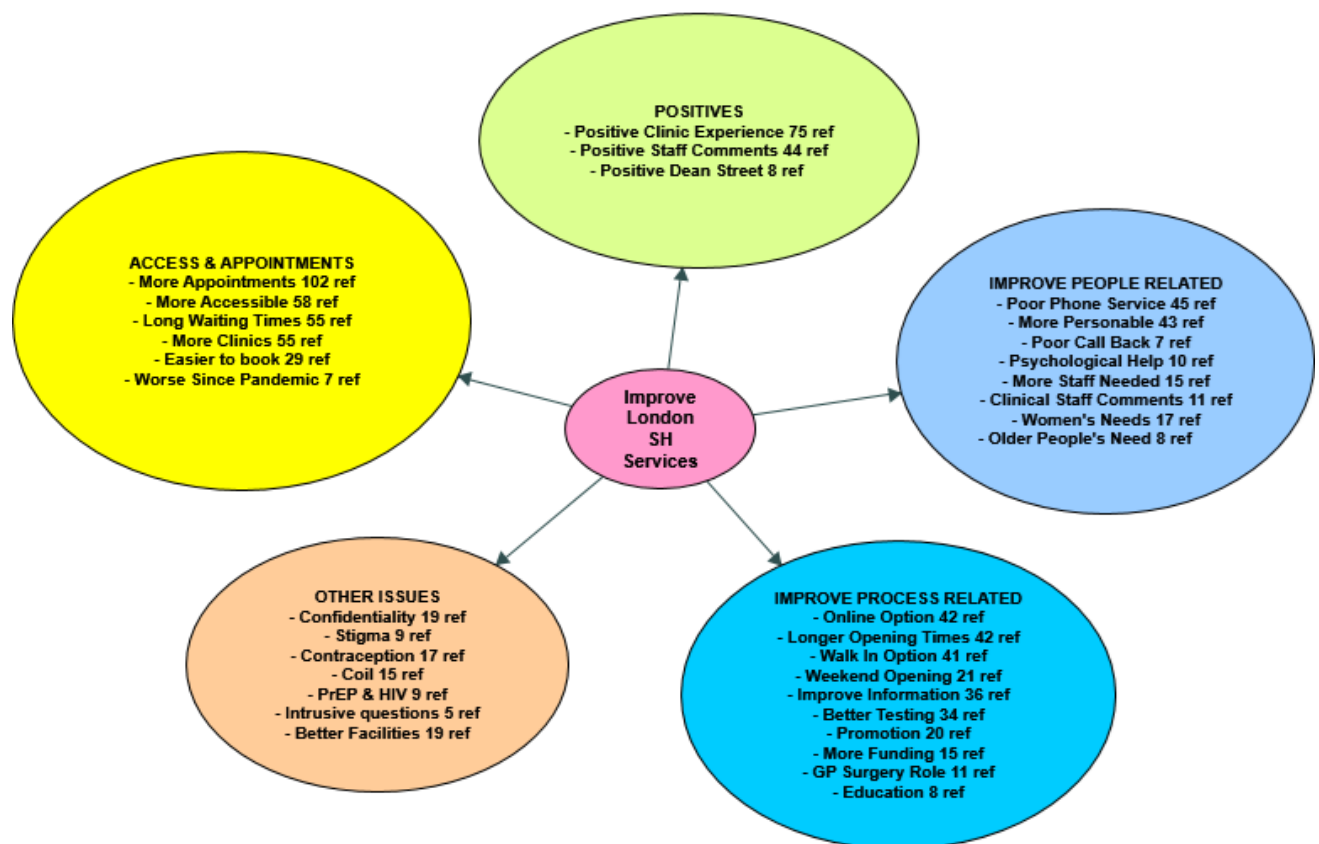 POSITIVES
- Positive Clinic Experience 75 ref
- Positive Staff Comments 44 ref
- Positive Dean Street 8 ref
ACCESS & APPOINTMENTS
- More Appointments 102 ref
- More Accessible 58 ref
- Long Waiting Times 55 ref
- More Clinics 55 ref
- Easier to book 29 ref
- Worse Since Pandemic 7 ref
IMPROVE PEOPLE RELATED
- Poor Phone Service 45 ref
- More Personable 43 ref
- Poor Call Back 7 ref
- Psychological Help 10 ref
- More Staff Needed 15 ref
- Clinical Staff Comments 11 ref
- Women's Needs 17 ref
- Older People's Need 8 ref
Improve
London
SH
Services
OTHER ISSUES
- Confidentiality 19 ref
- Stigma 9 ref
- Contraception 17 ref
- Coil 15 ref
- PrEP & HIV 9 ref
- Intrusive questions 5 ref
- Better Facilities 19 ref
IMPROVE PROCESS RELATED
- Online Option 42 ref
- Longer Opening Times 42 ref
- Walk In Option 41 ref
- Weekend Opening 21 ref
- Improve Information 36 ref
- Better Testing 34 ref
- Promotion 20 ref
- More Funding 15 ref
- GP Surgery Role 11 ref
- Education 8 ref